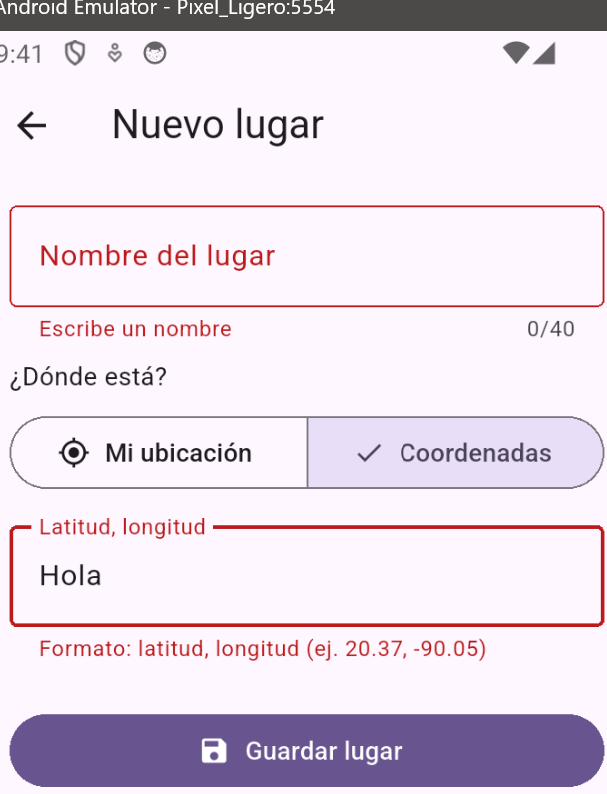 Android Emulator - Pixel_Ligero:5554
9:41
Nuevo lugar
Nombre del lugar
Escribe un nombre 0/40
¿Dónde está?
Mi ubicación Coordenadas
Latitud, longitud
Hola
Formato: latitud, longitud (ej. 20.37, -90.05)
Guardar lugar